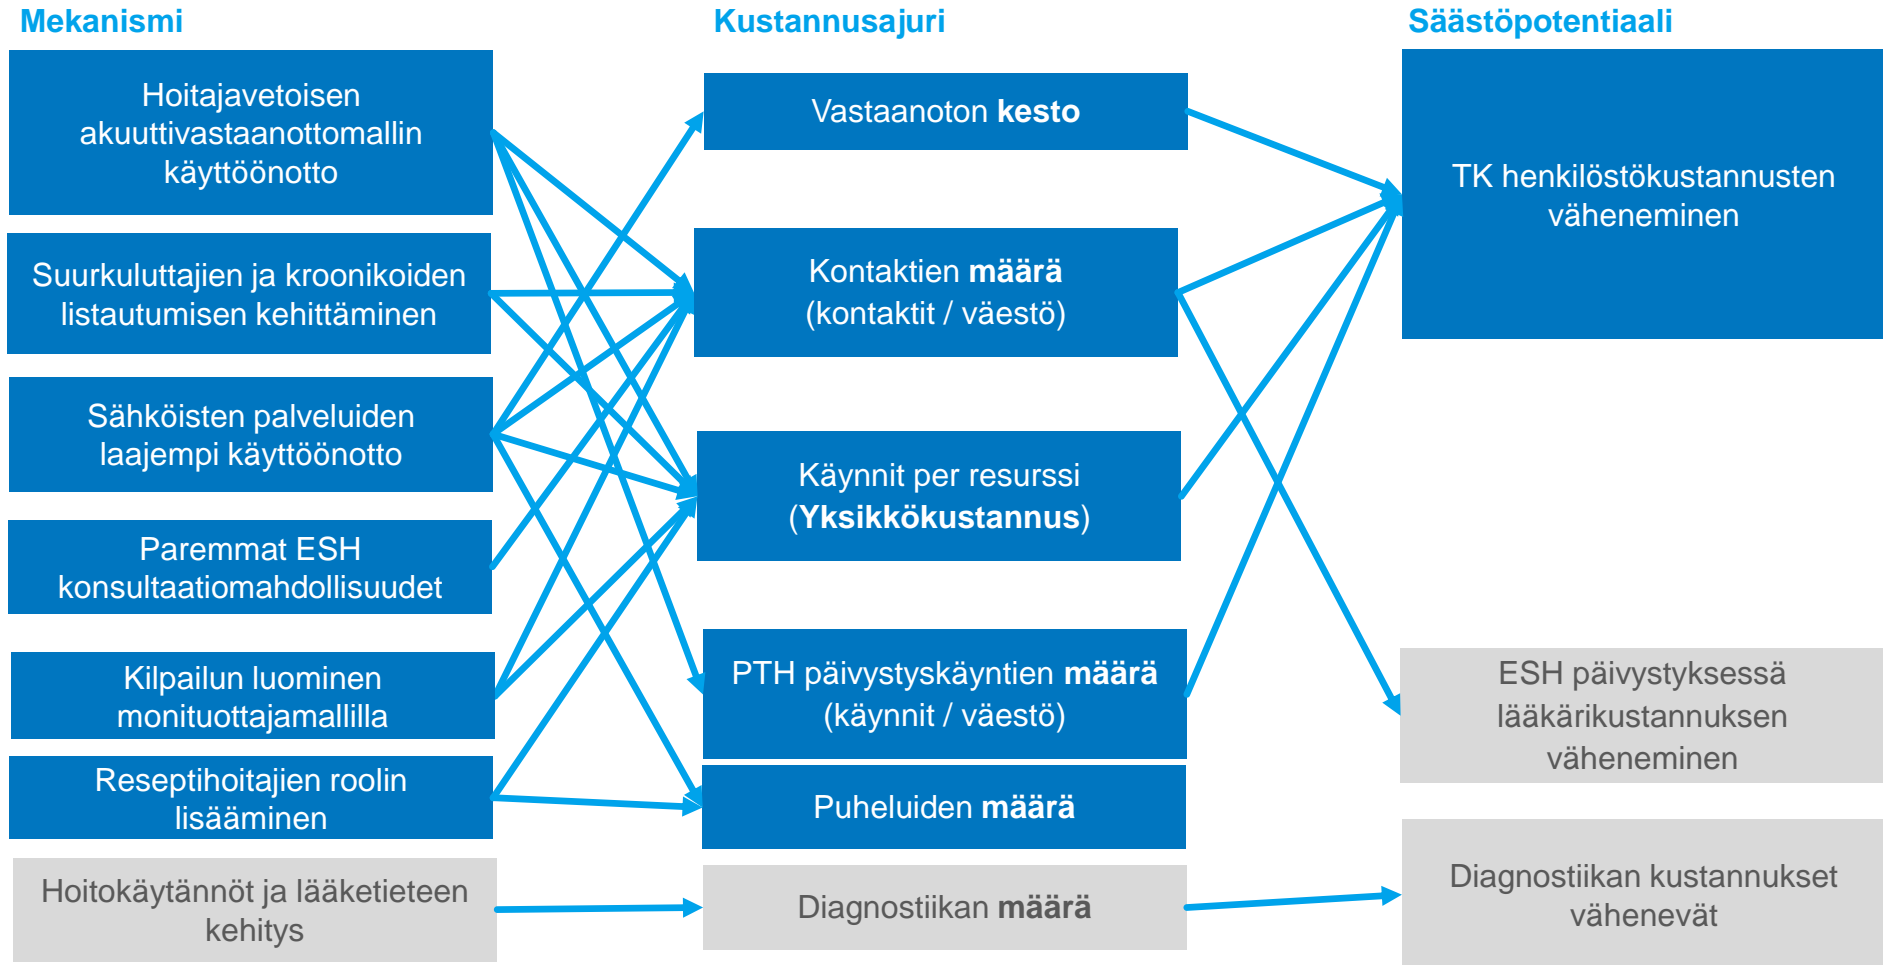 Mekanismi
Hoitajavetoisen
akuuttivastaanottomallin
käyttöönotto
Suurkuluttajien ja kroonikoiden
listautumisen kehittäminen
Sähköisten palveluiden
laajempi käyttöönotto
Paremmat ESH
konsultaatiomahdollisuudet
Kilpailun luominen
monituottajamallilla
Reseptihoitajien roolin
lisääminen
Hoitokäytännöt ja lääketieteen
kehitys
Kustannusajuri
Vastaanoton kesto
Kontaktien määrä
(kontaktit / väestö)
Käynnit per resurssi
(Yksikkökustannus)
PTH päivystyskäyntien määrä
(käynnit / väestö)
Puheluiden määrä
Diagnostiikan määrä
Säästöpotentiaali
TK henkilöstökustannusten
väheneminen
ESH päivystyksessä
lääkärikustannuksen
väheneminen
Diagnostiikan kustannukset
vähenevät